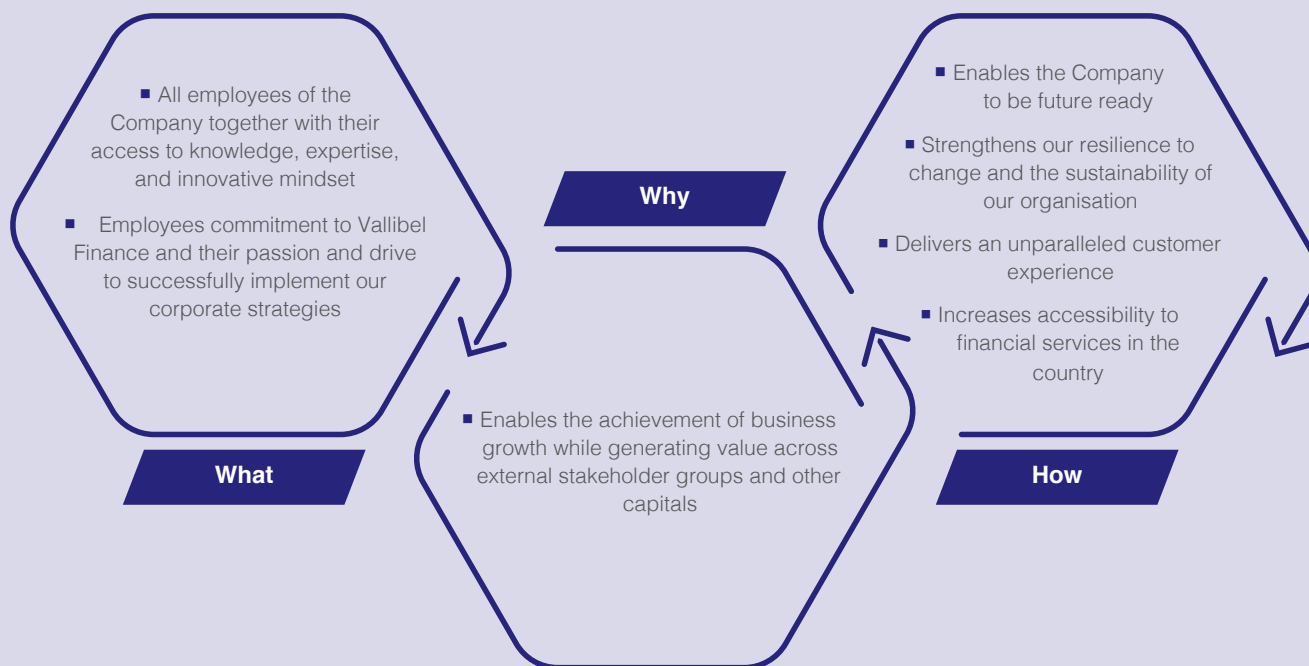 ■ All employees of the
Company together with their
access to knowledge, expertise,
and innovative mindset
■ Employees commitment to Vallibel
Finance and their passion and drive
to successfully implement our
corporate strategies
What
Why
■ Enables the achievement of business
growth while generating value across
external stakeholder groups and other
capitals
■ Enables the Company
to be future ready
■ Strengthens our resilience to
change and the sustainability of
our organisation
■ Delivers an unparalleled customer
experience
■ Increases accessibility to
financial services in the
country
How